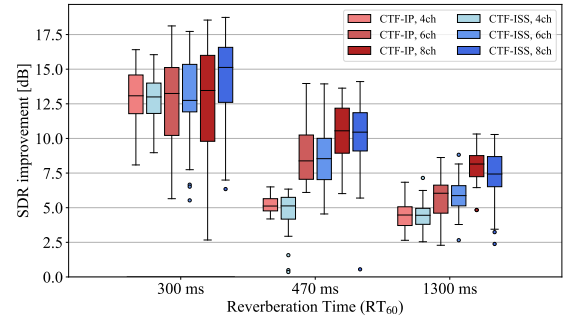 CTF-IP, 4ch
CTF-IP, 6ch
CTF-IP, 8ch
CTF-ISS, 4ch
CTF-ISS, 6ch
CTF-ISS, 8ch
SDR improvement [dB]
17.5
15.0
12.5
10.0
7.5
5.0
2.5
0.0
300 ms
470 ms
1300 ms
Reverberation Time (RT₆₀)